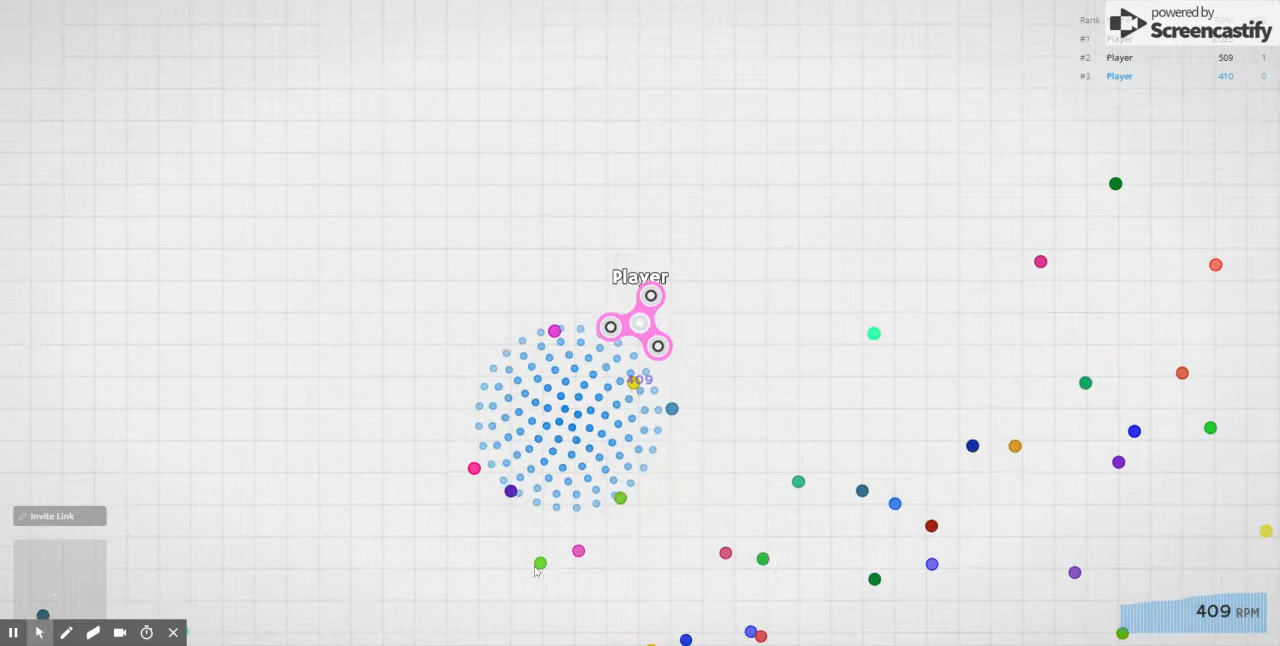 powered by
Screencastify
Rank
#1 Player
#2 Player 509 1
#3 Player 410 0
Player
409
Invite Link
409 RPM